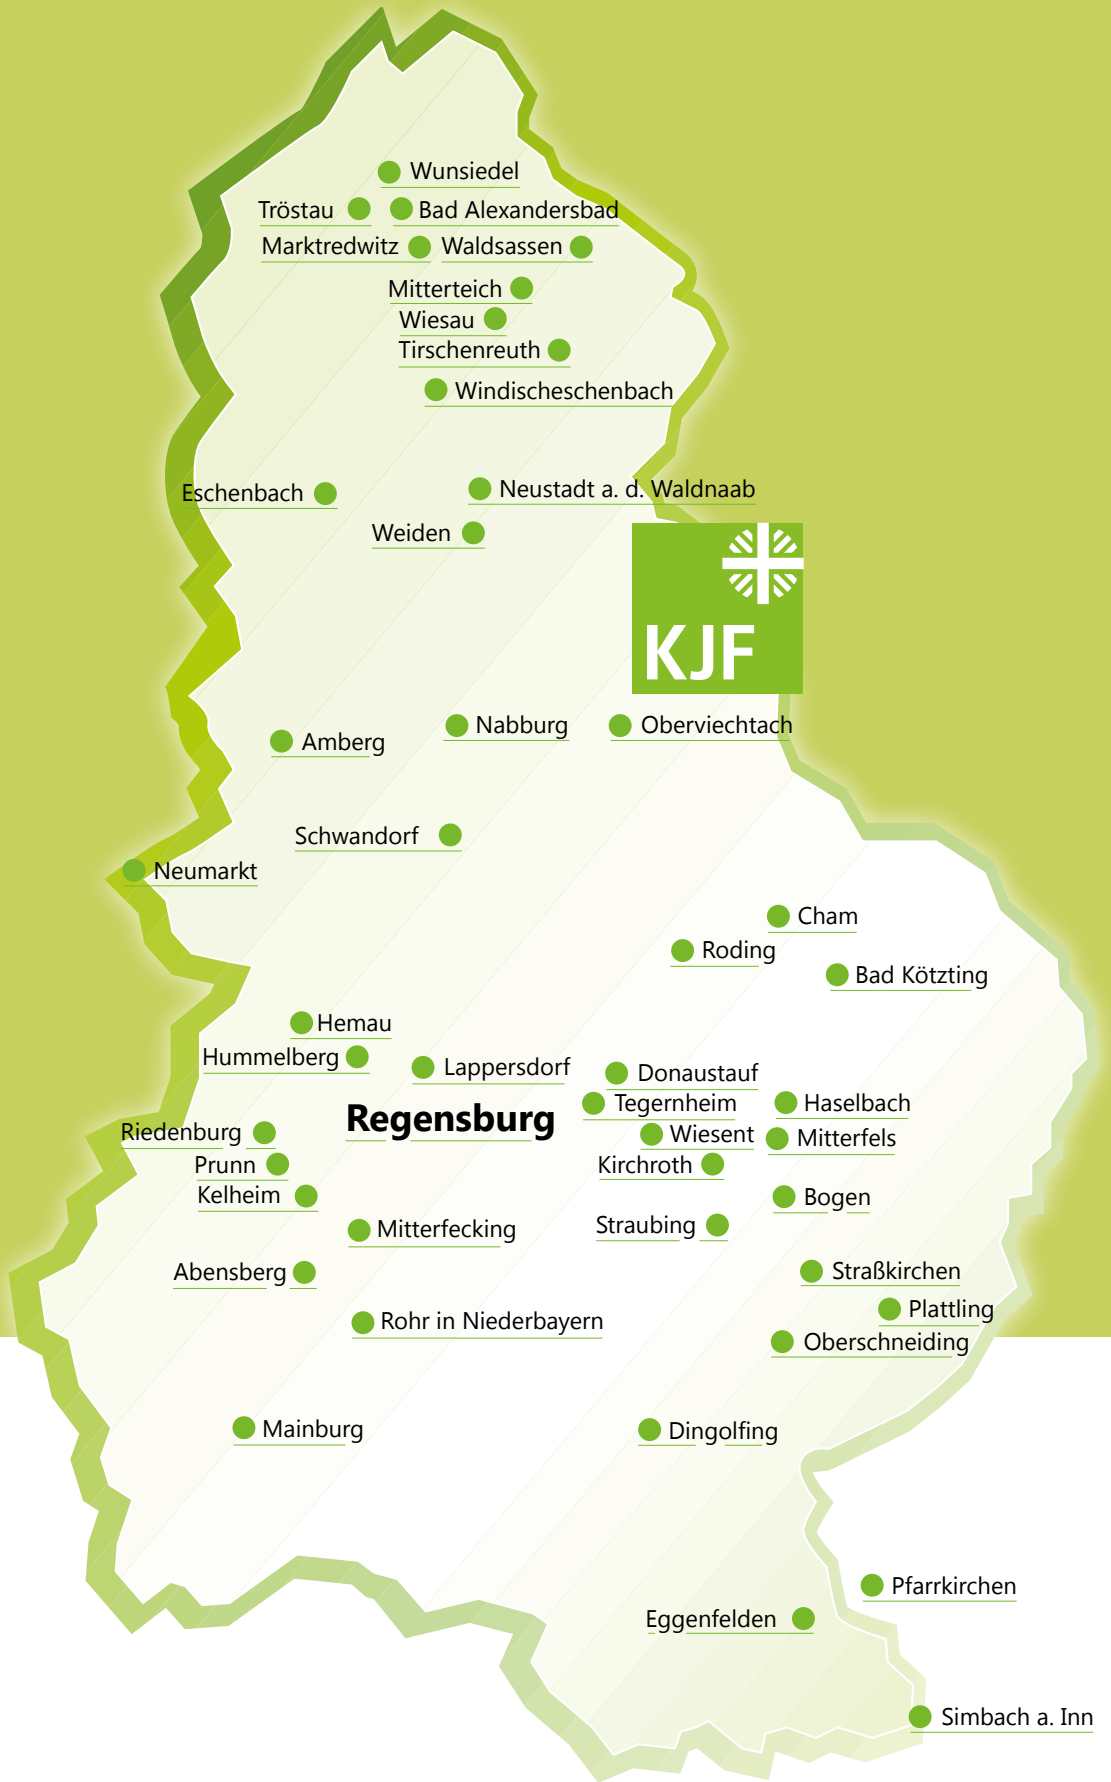 Wunsiedel
Tröstau
Bad Alexandersbad
Marktredwitz
Waldsassen
Mitterteich
Wiesau
Tirschenreuth
Windischeschenbach
Eschenbach
Neustadt a. d. Waldnaab
Weiden
KJF
Nabburg
Oberviechtach
Amberg
Schwandorf
Neumarkt
Cham
Roding
Bad Kötzting
Hemau
Hummelberg
Lappersdorf
Donaustauf
Regensburg
Tegernheim
Haselbach
Riedenburg
Wiesent
Mitterfels
Prunn
Kirchroth
Kelheim
Bogen
Mitterfecking
Straubing
Abensberg
Straßkirchen
Plattling
Rohr in Niederbayern
Oberschneiding
Mainburg
Dingolfing
Pfarrkirchen
Eggenfelden
Simbach a. Inn